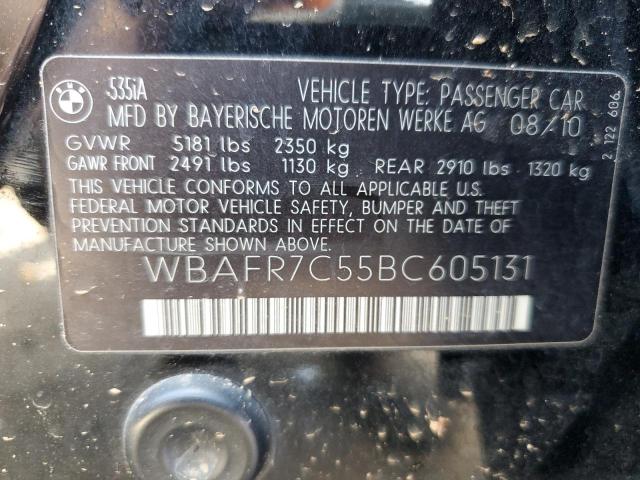 BMW
535iA
VEHICLE TYPE: PASSENGER CAR
MFD BY BAYERISCHE MOTOREN WERKE AG 08/10
GVWR 5181 lbs 2350 kg
GAWR FRONT 2491 lbs 1130 kg REAR 2910 lbs 1320 kg
THIS VEHICLE CONFORMS TO ALL APPLICABLE U.S.
FEDERAL MOTOR VEHICLE SAFETY, BUMPER AND THEFT
PREVENTION STANDARDS IN EFFECT ON THE DATE OF
MANUFACTURE SHOWN ABOVE.
WBAFR7C55BC605131
2 122 686